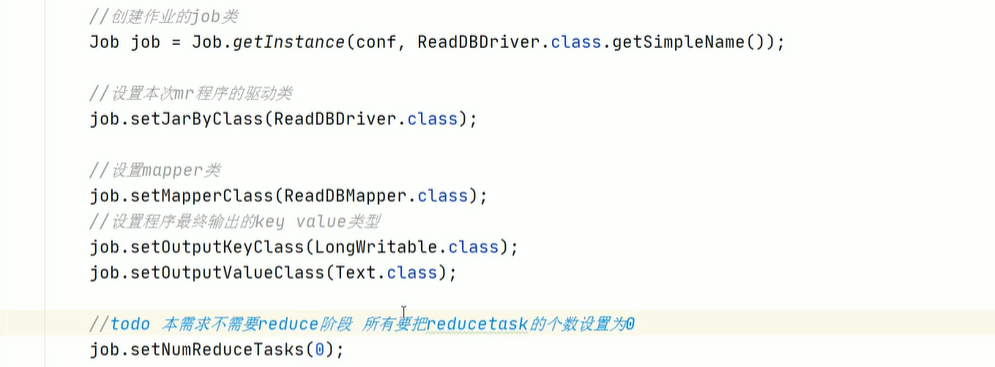 //创建作业的job类
Job job = Job.getInstance(conf, ReadDBDriver.class.getSimpleName());
//设置本次mr程序的驱动类
job.setJarByClass(ReadDBDriver.class);
//设置mapper类
job.setMapperClass(ReadDBMapper.class);
//设置程序最终输出的key value类型
job.setOutputKeyClass(LongWritable.class);
job.setOutputValueClass(Text.class);
//todo 本需求不需要reduce阶段 所有要把reducetask的个数设置为0
job.setNumReduceTasks(0);